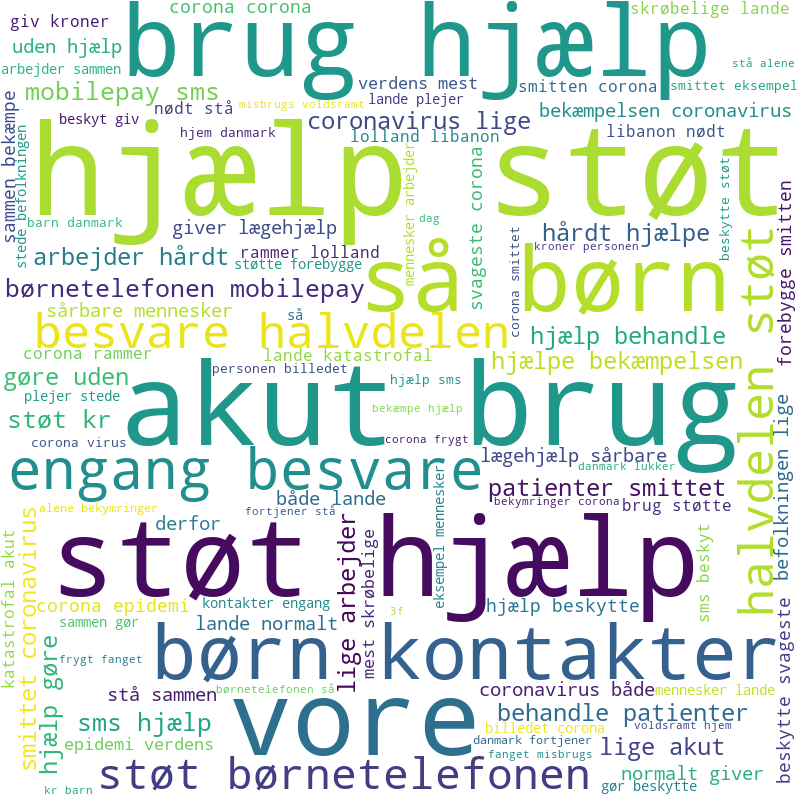 corona corona
skrøbelige lande
giv kroner
brug hjælp
uden hjælp
stå alene
arbejder sammen
verdens mest
smitten corona
smittet eksempel
mobilepay sms
lande plejer
nødt stå
misbrugs voldsramt
bekæmpelsen coronavirus
beskyt giv
coronavirus lige
hjem danmark
lolland libanon
libanon nødt
sammen bekæmpe
stede befolkningen
hjælp støt
mennesker arbejder
svageste corona
beskytte støt
forebygge smitten
barn danmark
dag
giver lægehjælp
hårdt hjælpe
corona smittet
kroner personen
arbejder hårdt
rammer lolland
støtte forebygge
så børn
halvdelen støt
børnetelefonen mobilepay
sårbare mennesker
så
besvare halvdelen
hjælp behandle
corona rammer
lande katastrofal
hjælpe bekæmpelsen
personen billedet
gøre uden
hjælp sms
akut brug
plejer stede
bekæmpe hjælp
støt kr
corona virus
corona frygt
befolkningen lige
engang besvare
lægehjælp sårbare
danmark lukker
patienter smittet
eksempel mennesker
både lande
bekymringer corona
brug støtte
alene bekymringer
fortjener stå
derfor
smittet coronavirus
katastrofal akut
støt hjælp
lige arbejder
mest skrøbelige
sms beskyt
corona epidemi
kontakter engang
hjælp beskytte
3f
sammen gør
lande normalt
børn kontakter
beskytte svageste
frygt fanget
hjælp gøre
stå sammen
børnetelefonen så
coronavirus både
mennesker lande
vore
sms hjælp
behandle patienter
billedet corona
voldsramt hjem
epidemi verdens
danmark fortjener
lige akut
fanget misbrugs
støt børnetelefonen
normalt giver
kr barn
gør beskytte